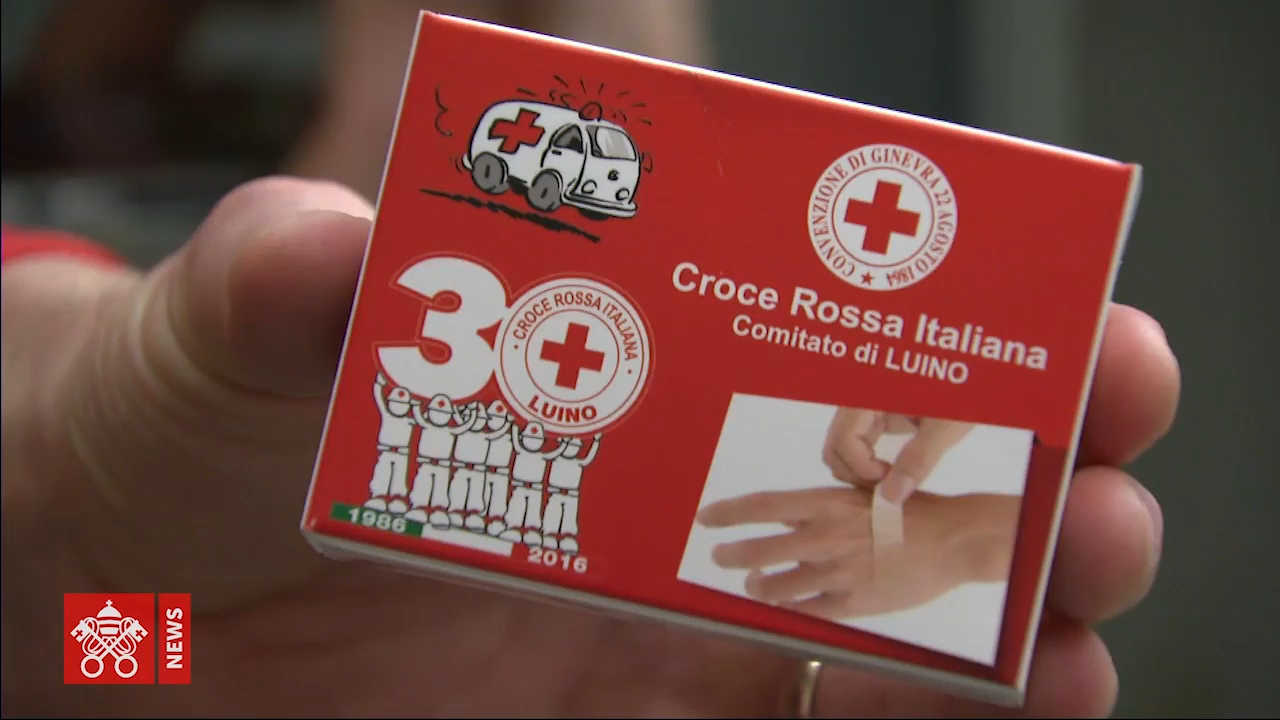 CONVENZIONE DI GINEVRA 22 AGOSTO 1864
Croce Rossa Italiana
Comitato di LUINO
30
CROCE ROSSA ITALIANA
LUINO
1986
2016
NEWS